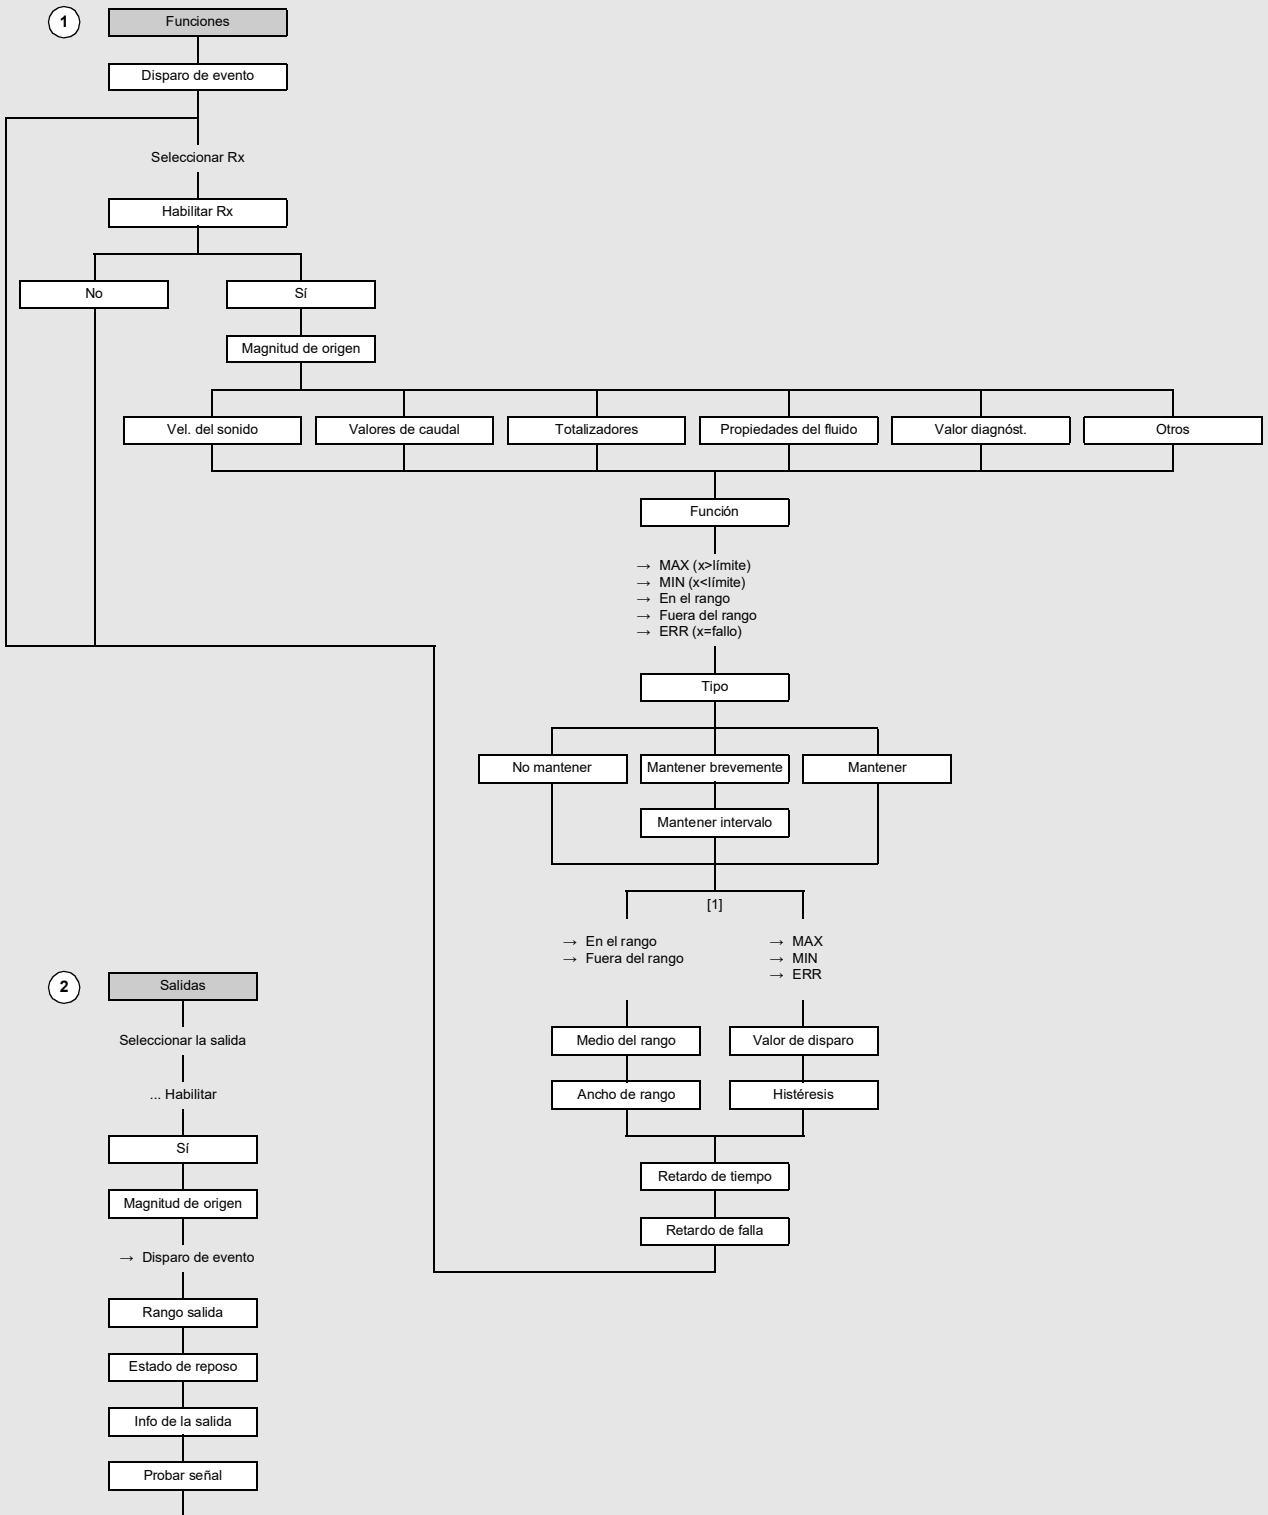 1
Funciones
Disparo de evento
Seleccionar Rx
Habilitar Rx
No
Sí
Magnitud de origen
Vel. del sonido
Valores de caudal
Totalizadores
Propiedades del fluido
Valor diagnóst.
Otros
Función
→ MAX (x>límite)
→ MIN (x<límite)
→ En el rango
→ Fuera del rango
→ ERR (x=fallo)
Tipo
No mantener
Mantener brevemente
Mantener
Mantener intervalo
[1]
→ En el rango
→ Fuera del rango
→ MAX
→ MIN
→ ERR
Medio del rango
Valor de disparo
Ancho de rango
Histéresis
Retardo de tiempo
Retardo de falla
2
Salidas
Seleccionar la salida
... Habilitar
Sí
Magnitud de origen
→ Disparo de evento
Rango salida
Estado de reposo
Info de la salida
Probar señal